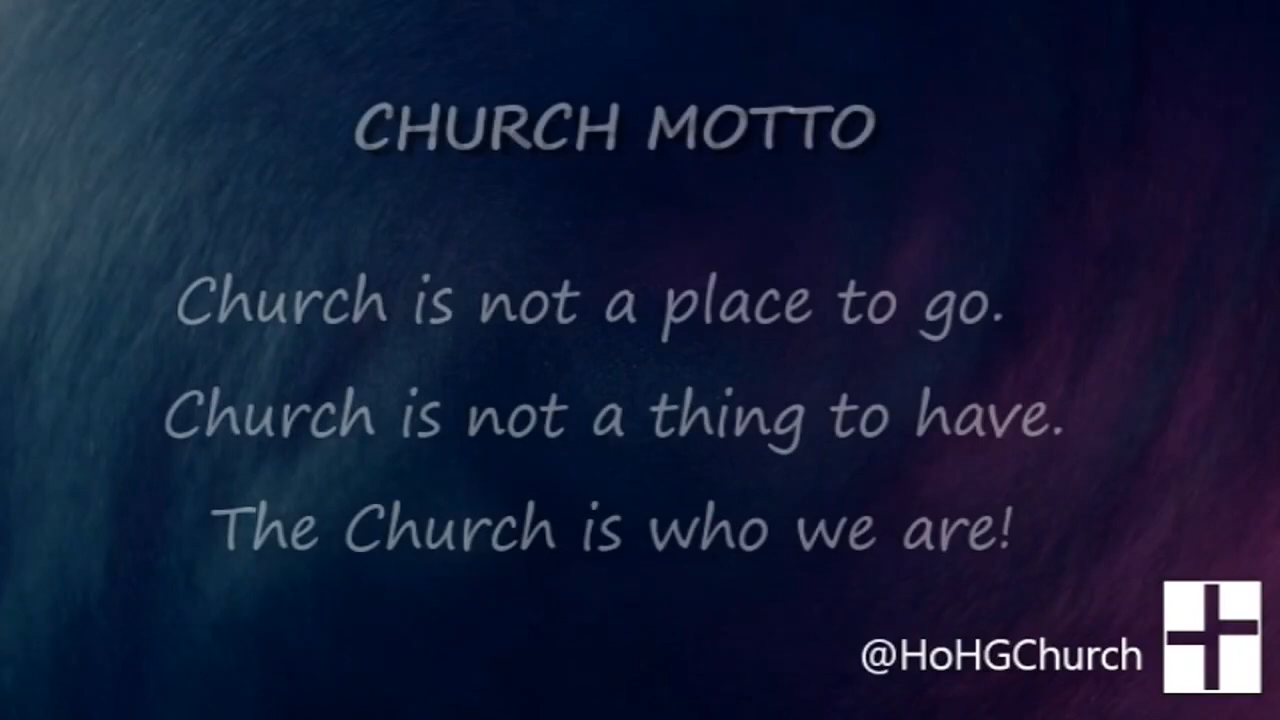 CHURCH MOTTO
Church is not a place to go.
Church is not a thing to have.
The Church is who we are!
@HoHGChurch